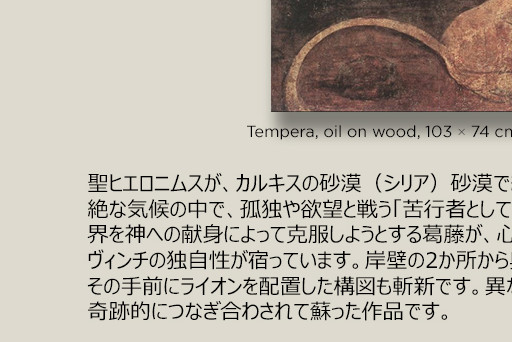 Tempera, oil on wood, 103 × 74 cm
聖ヒエロニムスが、カルキスの砂漠（シリア）砂漠で
絶な気候の中で、孤独や欲望と戦う「苦行者として
界を神への献身によって克服しようとする葛藤が、心
ヴィンチの独自性が宿っています。岸壁の2か所から
その手前にライオンを配置した構図も斬新です。異な
奇跡的につなぎ合わされて蘇った作品です。